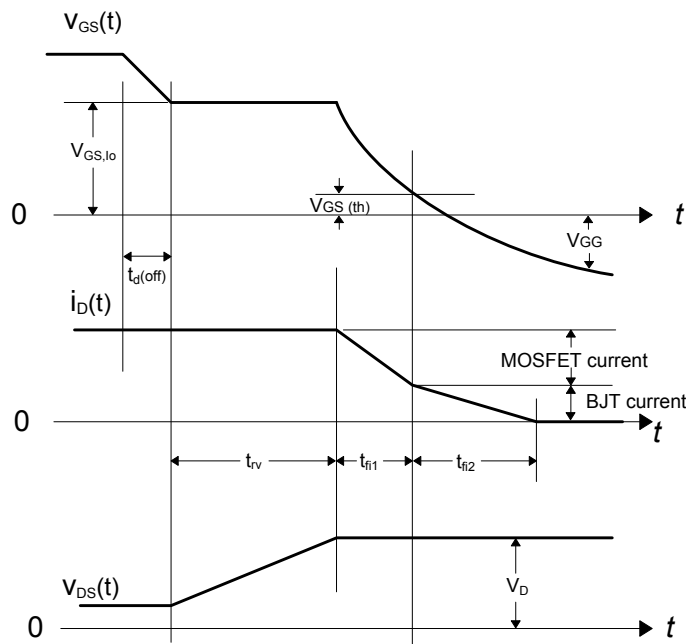 vGS(t)
VGS,Io
VGS (th)
0
t
VGG
td(off)
iD(t)
MOSFET current
BJT current
0
t
trv
tfi1
tfi2
vDS(t)
VD
0
t